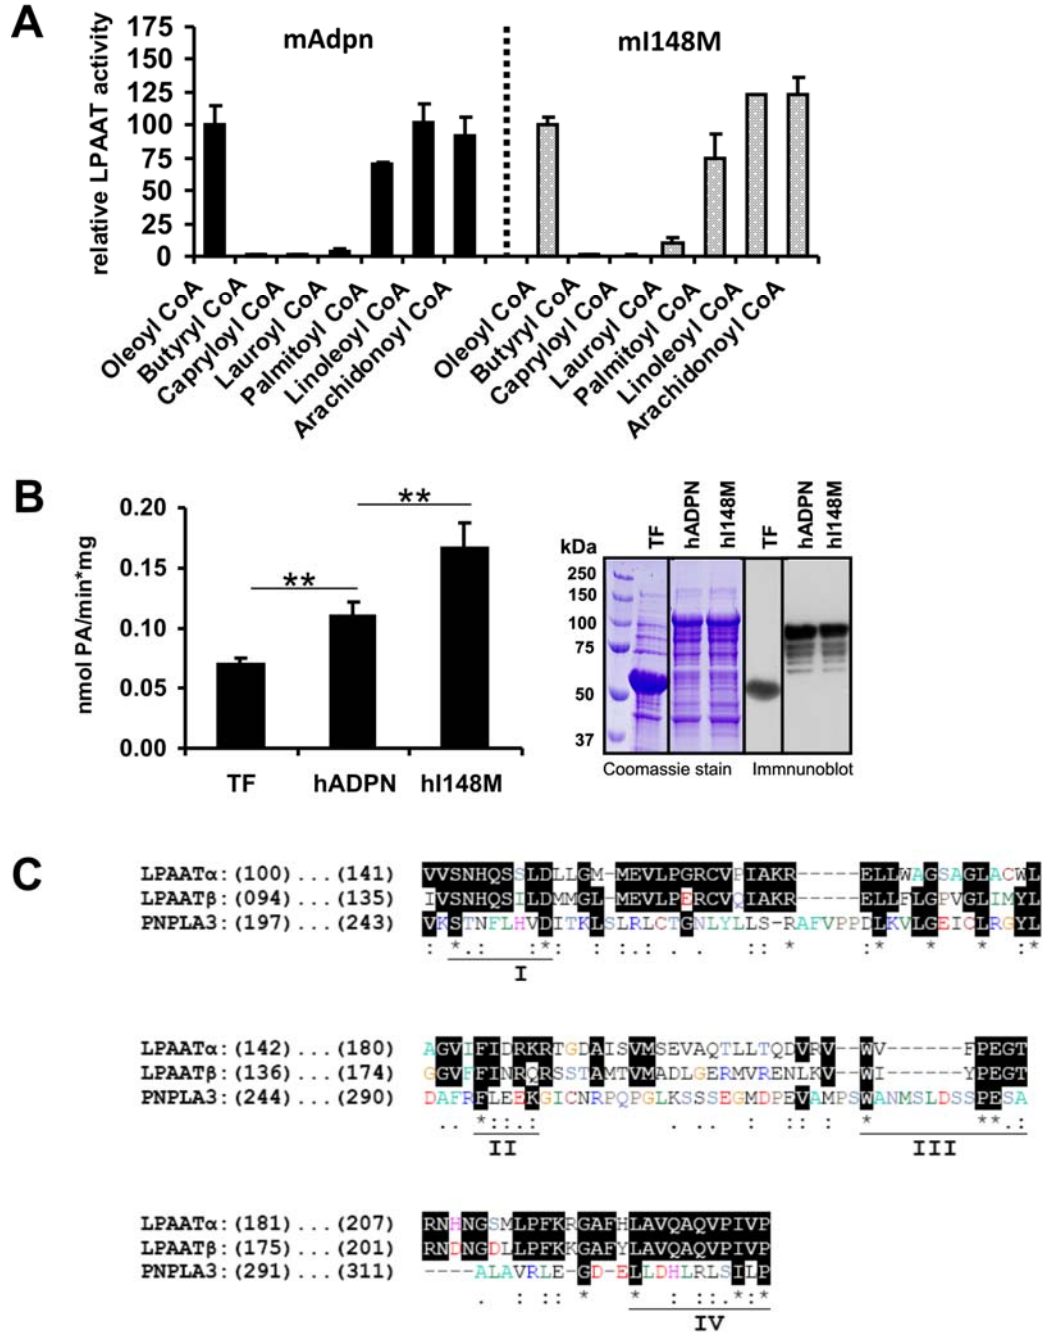 A
175
150
125
100
75
50
25
0
relative LPAAT activity
mAdpn
mI148M
Oleoyl CoA
Butyryl CoA
Capryloyl CoA
Lauroyl CoA
Palmitoyl CoA
Linoleoyl CoA
Arachidonoyl CoA
Oleoyl CoA
Butyryl CoA
Capryloyl CoA
Lauroyl CoA
Palmitoyl CoA
Linoleoyl CoA
Arachidonoyl CoA
B
0.20
0.15
0.10
0.05
0.00
nmol PA/min*mg
**
**
TF hADPN hI148M
kDa
250
150
100
75
50
37
TF
hADPN
hI148M
TF
hADPN
hI148M
Coomassie stain Immnunoblot
C
LPAATα:(100)...(141) VVSNHQSSLDLLGM-MEVLPGRCVPIAKR-----ELLWAGSAGLACWL
LPAATβ:(094)...(135) IVSNHQSILDMMGL-MEVLPERCVQIAKR-----ELLFLGPVGLIMYL
PNPLA3:(197)...(243) VKSTNFLHVDITKLSLRLCTGNLYLLS-RAFVPPDLKVLGEICLRGYL
I
LPAATα:(142)...(180) AGVIFIDRKRTGDAISVMSEVAQTLLTQDVRV--WV------FPEGT
LPAATβ:(136)...(174) GGVFFINRQRSSTAMTVMADLGERMVRENLKV--WI------YPEGT
PNPLA3:(244)...(290) DAFRFLEEKGICNRPQPGLKSSSEGMDPEVAMPSWANMSLDSSPESA
II III
LPAATα:(181)...(207) RNHNGSMLPFKRGAFHLAVQAQVPIVP
LPAATβ:(175)...(201) RNDNGDLLPFKKGAFYLAVQAQVPIVP
PNPLA3:(291)...(311) ----ALAVRLE-GD-ELLDHLRLSILP
IV